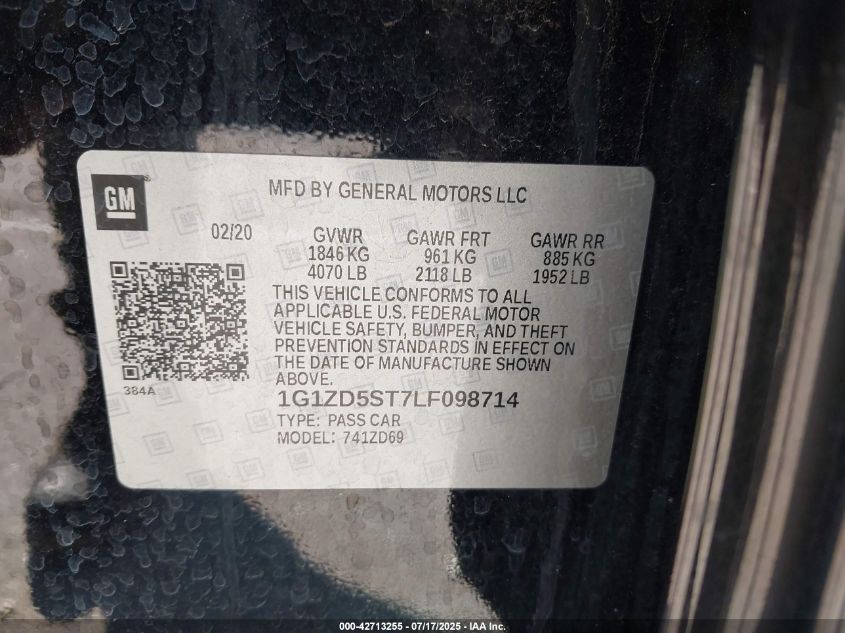 GM
MFD BY GENERAL MOTORS LLC
02/20 GVWR GAWR FRT GAWR RR
1846 KG 961 KG 885 KG
4070 LB 2118 LB 1952 LB
THIS VEHICLE CONFORMS TO ALL
APPLICABLE U.S. FEDERAL MOTOR
VEHICLE SAFETY, BUMPER, AND THEFT
PREVENTION STANDARDS IN EFFECT ON
THE DATE OF MANUFACTURE SHOWN
ABOVE.
384A
1G1ZD5ST7LF098714
TYPE: PASS CAR
MODEL: 741ZD69
000-42713255 - 07/17/2025 - IAA Inc.